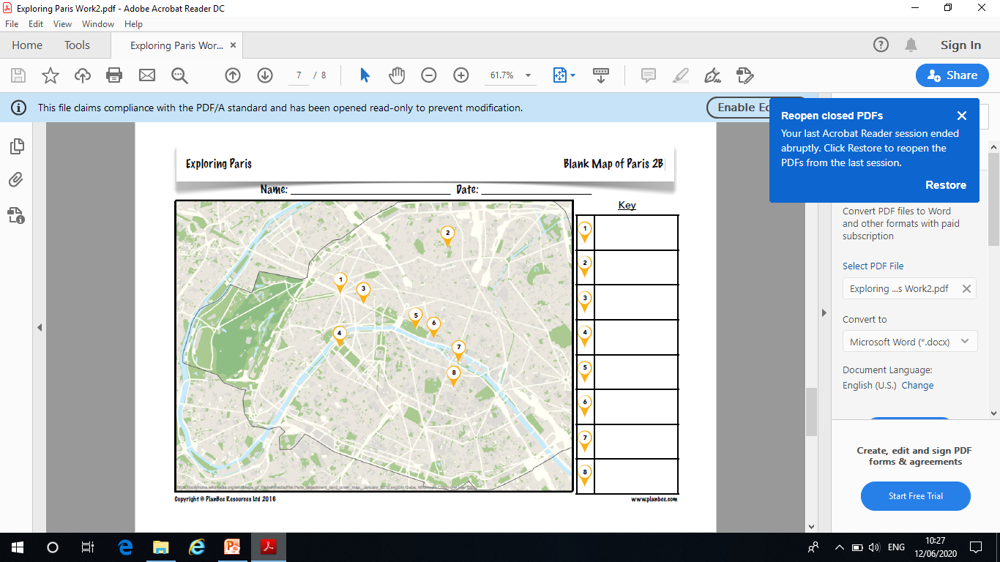 Exploring Paris Work2.pdf - Adobe Acrobat Reader DC
File Edit View Window Help
Home Tools Exploring Paris Wor... × Sign In
7 / 8 61.7% Share
This file claims compliance with the PDF/A standard and has been opened read-only to prevent modification.
Enable Ed
Reopen closed PDFs
Your last Acrobat Reader session ended
abruptly. Click Restore to reopen the
PDFs from the last session.
Restore
Exploring Paris
Blank Map of Paris 2B
Name: Date:
Key
1
2
3
4
5
6
7
8
1
2
3
4
5
6
7
8
Copyright © PlanBee Resources Ltd 2016
www.planbee.com
Convert PDF files to Word
and other formats with paid
subscription
Select PDF File
Exploring ...s Work2.pdf
Convert to
Microsoft Word (*.docx)
Document Language:
English (U.S.) Change
Create, edit and sign PDF
forms & agreements
Start Free Trial
ENG
10:27
12/06/2020